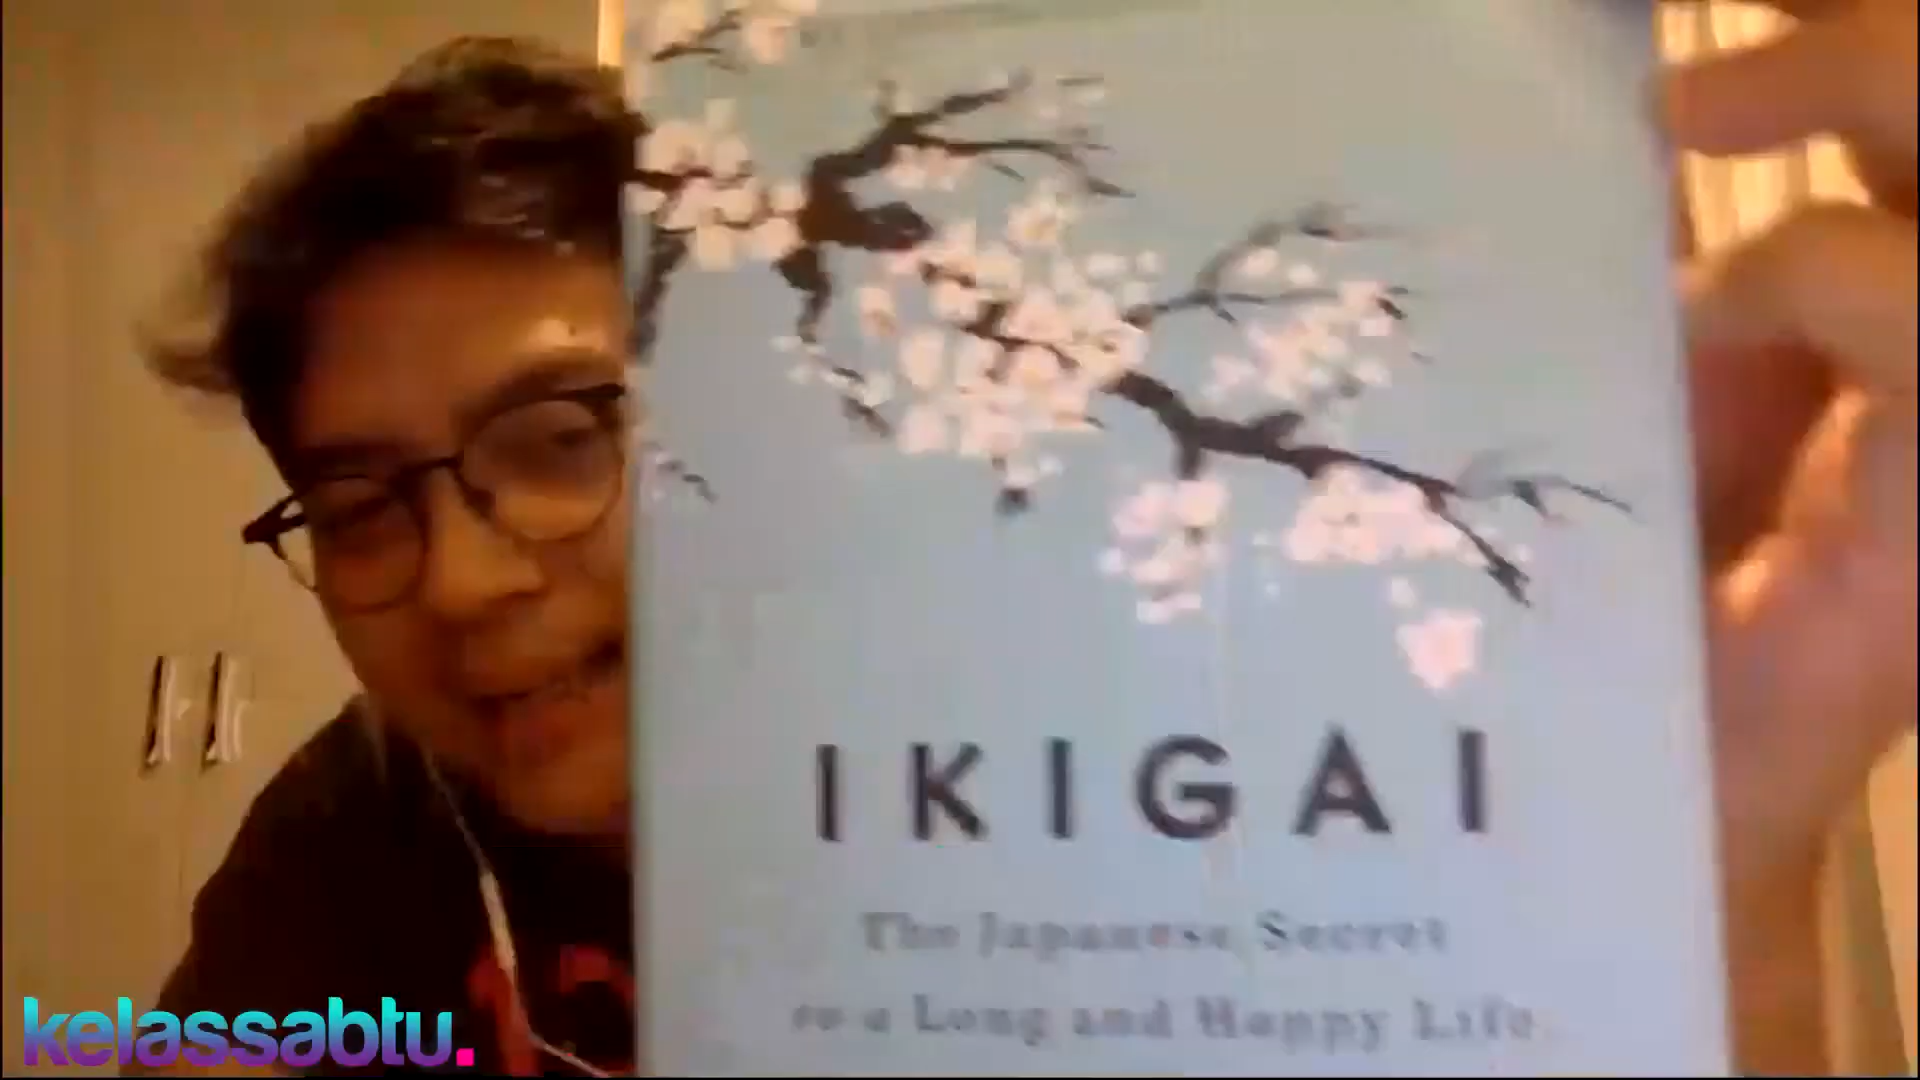 IKIGAI
The Japanese Secret
to a Long and Happy Life
kelassabtu.